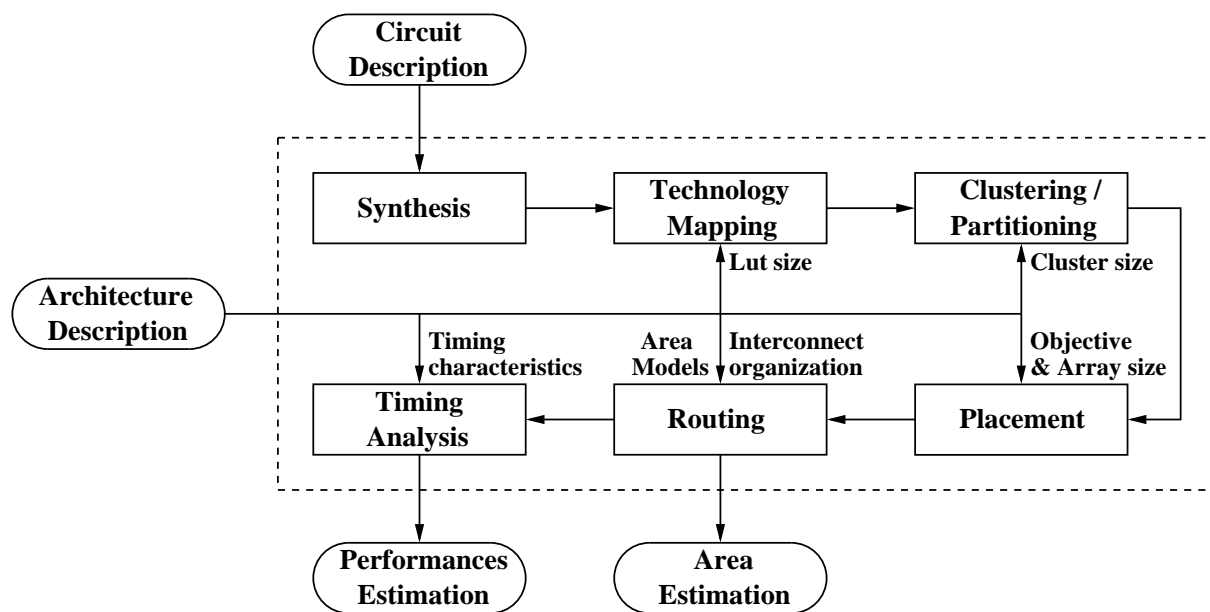 Circuit
Description
Synthesis
Technology
Mapping
Clustering /
Partitioning
Lut size
Cluster size
Architecture
Description
Timing
characteristics
Area
Models
Interconnect
organization
Objective
& Array size
Timing
Analysis
Routing
Placement
Performances
Estimation
Area
Estimation